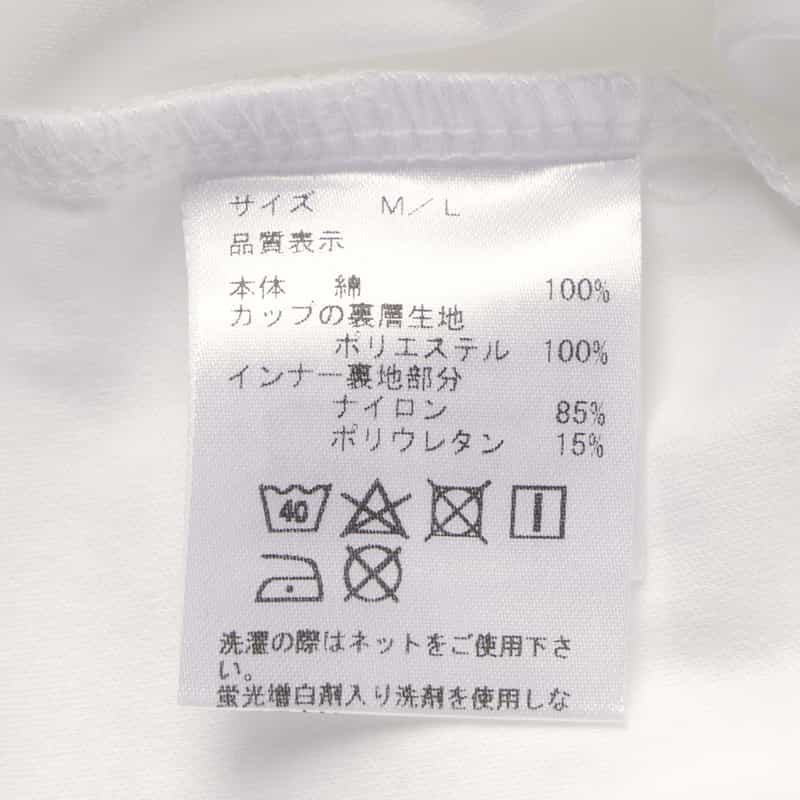 サイズ　M／L
品質表示
本体　綿　100%
カップの裏層生地
ポリエステル　100%
インナー裏地部分
ナイロン　85%
ポリウレタン　15%
40
洗濯の際はネットをご使用下さ
い。
蛍光増白剤入り洗剤を使用しな